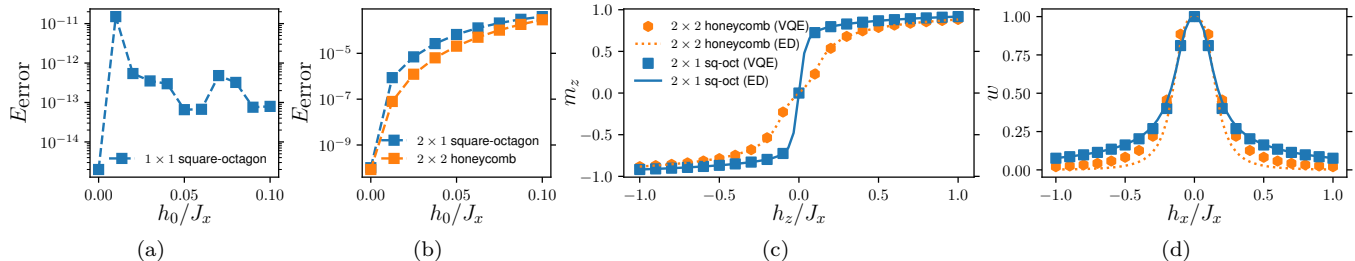 E_error
10^{-11}
10^{-12}
10^{-13}
10^{-14}
1 × 1 square-octagon
0.00 0.05 0.10
h_0/J_x
(a)
E_error
10^{-5}
10^{-7}
10^{-9}
2 × 1 square-octagon
2 × 2 honeycomb
0.00 0.05 0.10
h_0/J_x
(b)
m_z
1.0
0.5
0.0
−0.5
−1.0
2 × 2 honeycomb (VQE)
2 × 2 honeycomb (ED)
2 × 1 sq-oct (VQE)
2 × 1 sq-oct (ED)
−1.0 −0.5 0.0 0.5 1.0
h_z/J_x
(c)
w
1.00
0.75
0.50
0.25
0.00
−1.0 −0.5 0.0 0.5 1.0
h_x/J_x
(d)